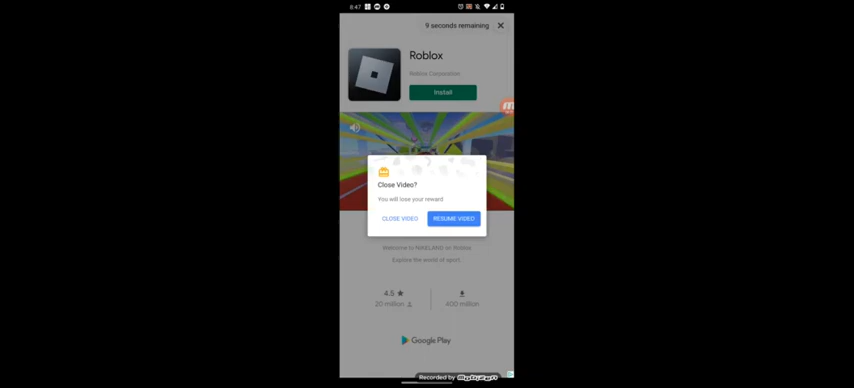 8:47
9 seconds remaining
Roblox
Roblox Corporation
Install
Close Video?
You will lose your reward
CLOSE VIDEO
RESUME VIDEO
Welcome to NIKELAND on Roblox.
Explore the world of sport.
4.5
20 million
400 million
Google Play
Recorded by
mobizen